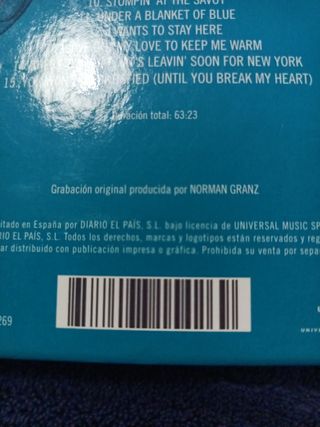 10. STOMPIN' AT THE SAVOY
UNDER A BLANKET OF BLUE
WANTS TO STAY HERE
MY LOVE TO KEEP ME WARM
LEAVIN' SOON FOR NEW YORK
15. (UNTIL YOU BREAK MY HEART)
total: 63:23
Grabación original producida por NORMAN GRANZ
itado en España por DIARIO EL PAÍS, S.L. bajo licencia de UNIVERSAL MUSIC SP
IO EL PAÍS, S.L. Todos los derechos, marcas y logotipos están reservados y reg
ar distribuido con publicación impresa o gráfica. Prohibida su venta por sepa
269